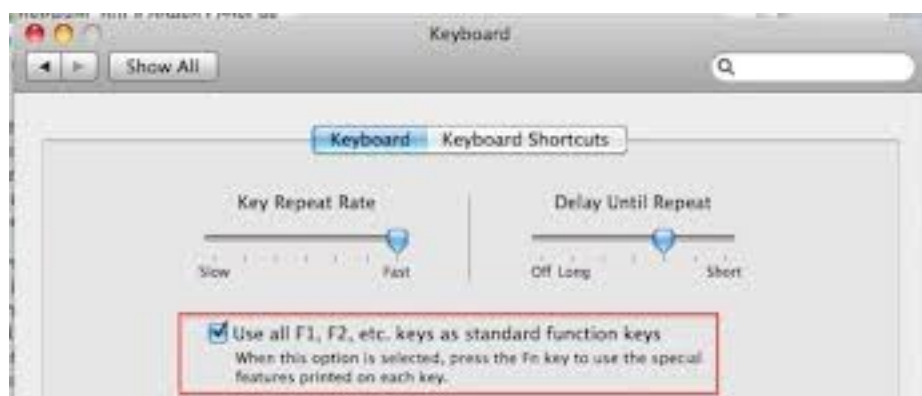 Keyboard
Show All
Keyboard Keyboard Shortcuts
Key Repeat Rate Delay Until Repeat
Slow Fast Off Long Short
Use all F1, F2, etc. keys as standard function keys
When this option is selected, press the Fn key to use the special
features printed on each key.